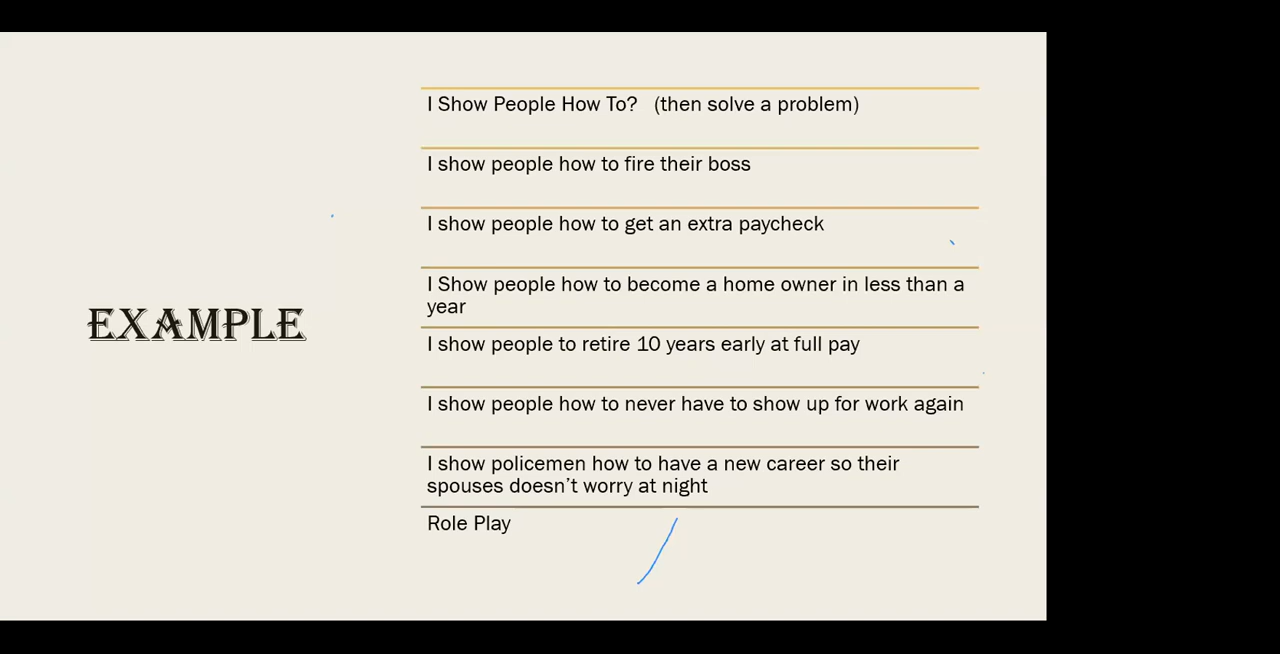 EXAMPLE
I Show People How To? (then solve a problem)
I show people how to fire their boss
I show people how to get an extra paycheck
I Show people how to become a home owner in less than a
year
I show people to retire 10 years early at full pay
I show people how to never have to show up for work again
I show policemen how to have a new career so their
spouses doesn’t worry at night
Role Play